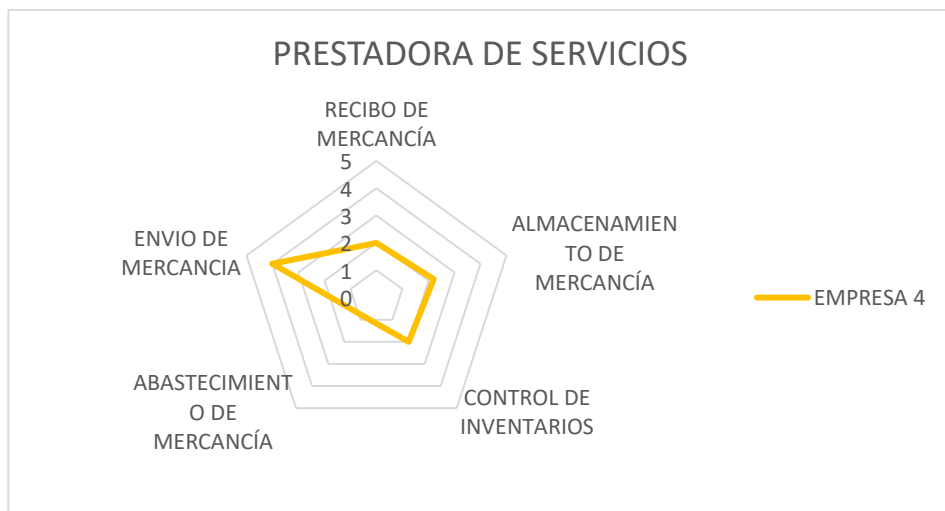 PRESTADORA DE SERVICIOS
RECIBO DE
MERCANCÍA
5
4
3
2
1
0
ALMACENAMIEN
TO DE
MERCANCÍA
CONTROL DE
INVENTARIOS
ABASTECIMIENT
O DE
MERCANCÍA
ENVIO DE
MERCANCIA
EMPRESA 4